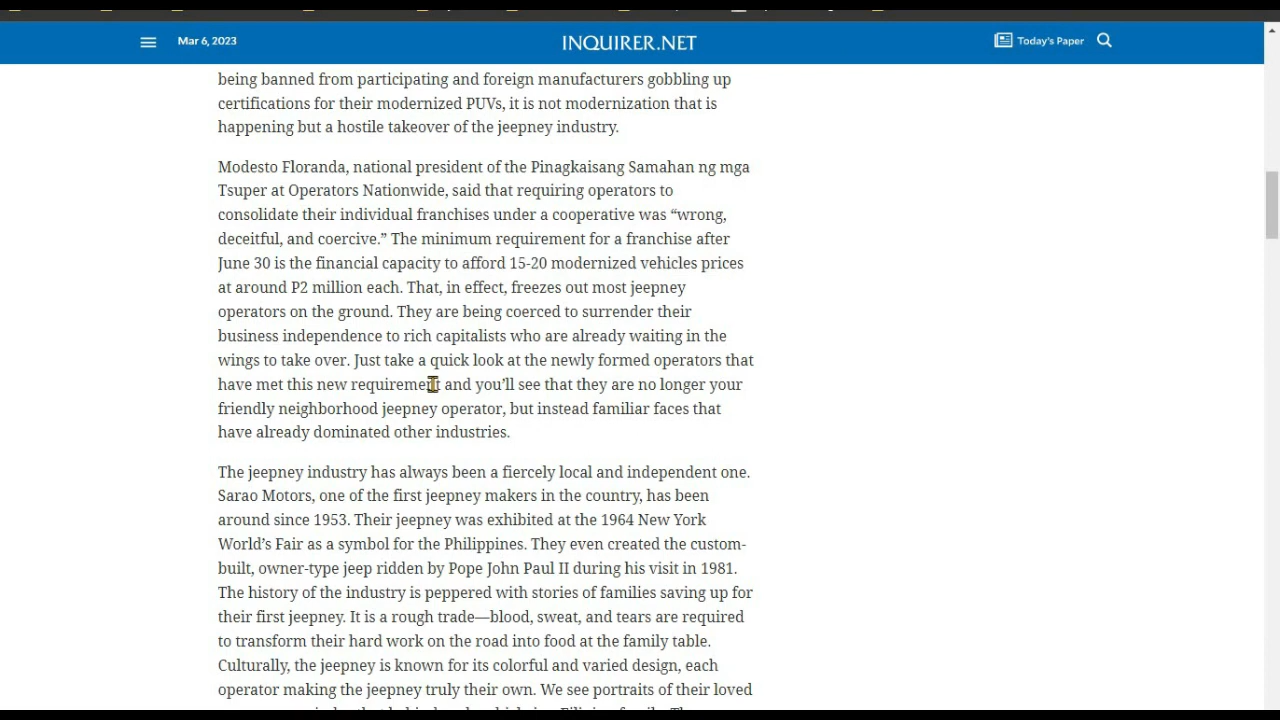 Mar 6, 2023
INQUIRER.NET
Today's Paper
being banned from participating and foreign manufacturers gobbling up
certifications for their modernized PUVs, it is not modernization that is
happening but a hostile takeover of the jeepney industry.
Modesto Floranda, national president of the Pinagkaisang Samahan ng mga
Tsuper at Operators Nationwide, said that requiring operators to
consolidate their individual franchises under a cooperative was “wrong,
deceitful, and coercive.” The minimum requirement for a franchise after
June 30 is the financial capacity to afford 15-20 modernized vehicles prices
at around P2 million each. That, in effect, freezes out most jeepney
operators on the ground. They are being coerced to surrender their
business independence to rich capitalists who are already waiting in the
wings to take over. Just take a quick look at the newly formed operators that
have met this new requirement and you’ll see that they are no longer your
friendly neighborhood jeepney operator, but instead familiar faces that
have already dominated other industries.
The jeepney industry has always been a fiercely local and independent one.
Sarao Motors, one of the first jeepney makers in the country, has been
around since 1953. Their jeepney was exhibited at the 1964 New York
World’s Fair as a symbol for the Philippines. They even created the custom-
built, owner-type jeep ridden by Pope John Paul II during his visit in 1981.
The history of the industry is peppered with stories of families saving up for
their first jeepney. It is a rough trade—blood, sweat, and tears are required
to transform their hard work on the road into food at the family table.
Culturally, the jeepney is known for its colorful and varied design, each
operator making the jeepney truly their own. We see portraits of their loved